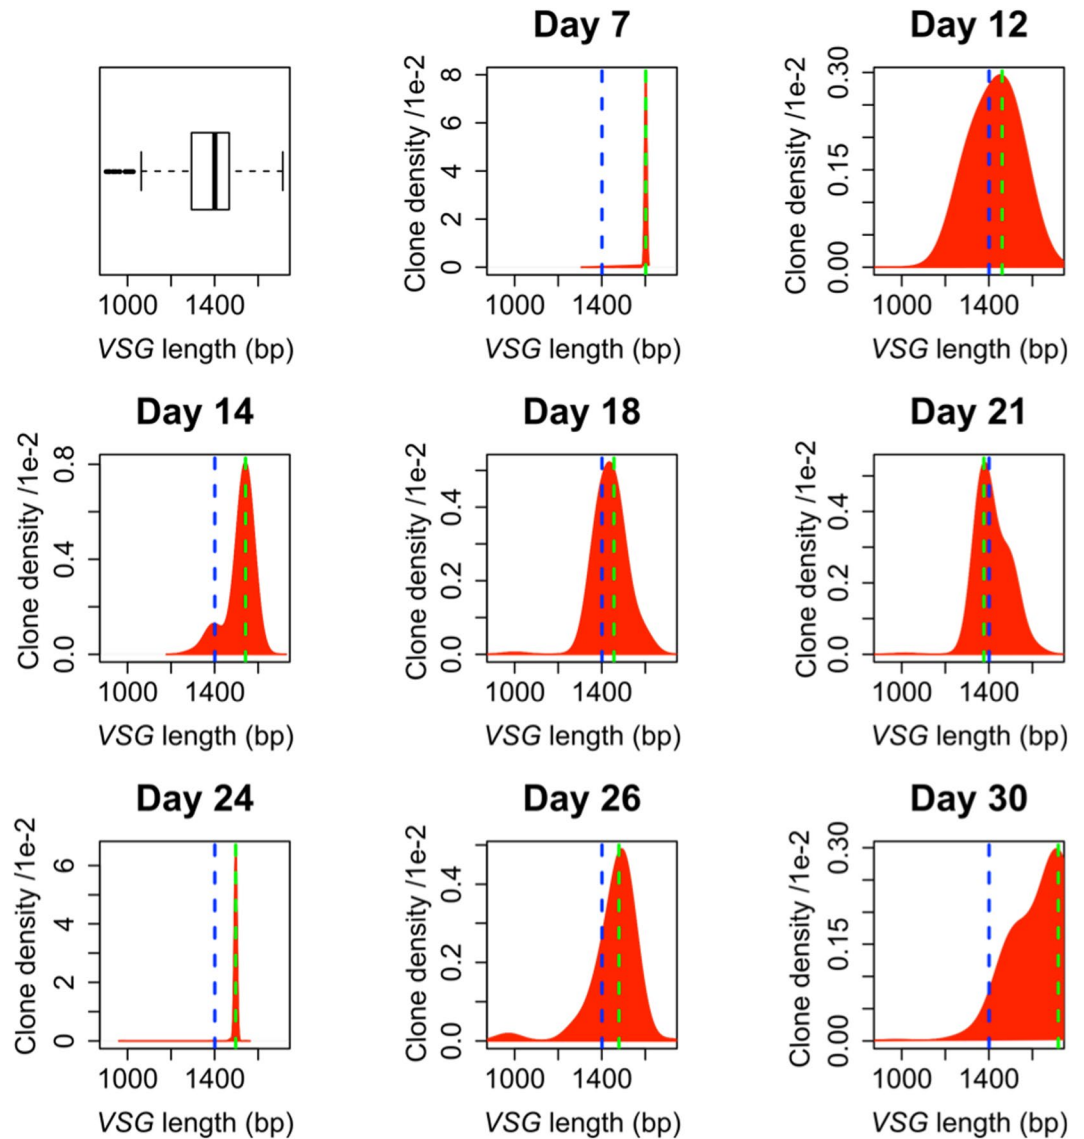 Day 7
Day 12
1000 1400
VSG length (bp)
Clone density /1e-2
0 2 4 6 8
1000 1400
VSG length (bp)
Clone density /1e-2
0.00 0.15 0.30
1000 1400
VSG length (bp)
Day 14
Day 18
Day 21
Clone density /1e-2
0.0 0.4 0.8
1000 1400
VSG length (bp)
Clone density /1e-2
0.0 0.2 0.4
1000 1400
VSG length (bp)
Clone density /1e-2
0.0 0.2 0.4
1000 1400
VSG length (bp)
Day 24
Day 26
Day 30
Clone density /1e-2
0 2 4 6
1000 1400
VSG length (bp)
Clone density /1e-2
0.0 0.2 0.4
1000 1400
VSG length (bp)
Clone density /1e-2
0.00 0.15 0.30
1000 1400
VSG length (bp)